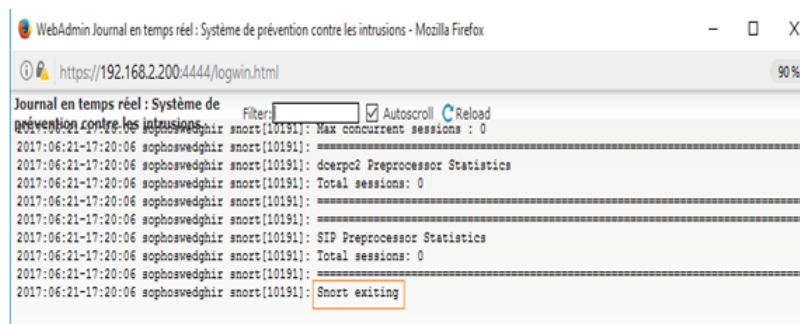 WebAdmin Journal en temps réel : Système de prévention contre les intrusions - Mozilla Firefox
https://192.168.2.200:4444/logwin.html
90 %
Journal en temps réel : Système de prévention contre les intrusions
Filter: Autoscroll Reload
2017:06:21-17:20:06 sophoswedghir snort[10191]: Max concurrent sessions : 0
2017:06:21-17:20:06 sophoswedghir snort[10191]: ===============================================================================
2017:06:21-17:20:06 sophoswedghir snort[10191]: dcerpc2 Preprocessor Statistics
2017:06:21-17:20:06 sophoswedghir snort[10191]: Total sessions: 0
2017:06:21-17:20:06 sophoswedghir snort[10191]: ===============================================================================
2017:06:21-17:20:06 sophoswedghir snort[10191]: ===============================================================================
2017:06:21-17:20:06 sophoswedghir snort[10191]: SIP Preprocessor Statistics
2017:06:21-17:20:06 sophoswedghir snort[10191]: Total sessions: 0
2017:06:21-17:20:06 sophoswedghir snort[10191]: ===============================================================================
2017:06:21-17:20:06 sophoswedghir snort[10191]: Snort exiting